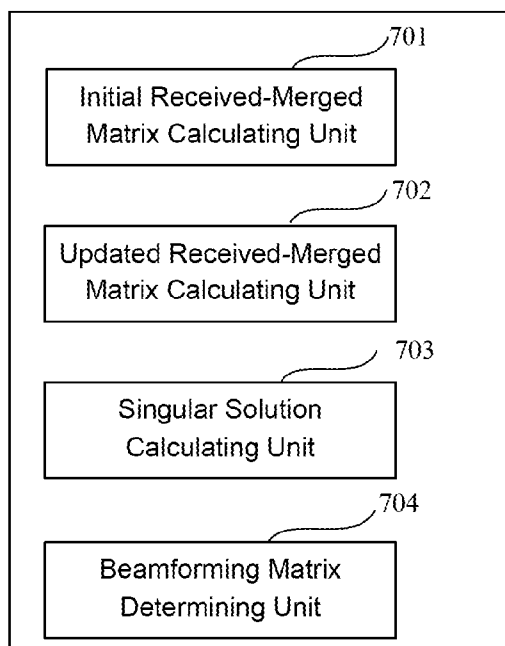 701
Initial Received-Merged
Matrix Calculating Unit
702
Updated Received-Merged
Matrix Calculating Unit
703
Singular Solution
Calculating Unit
704
Beamforming Matrix
Determining Unit